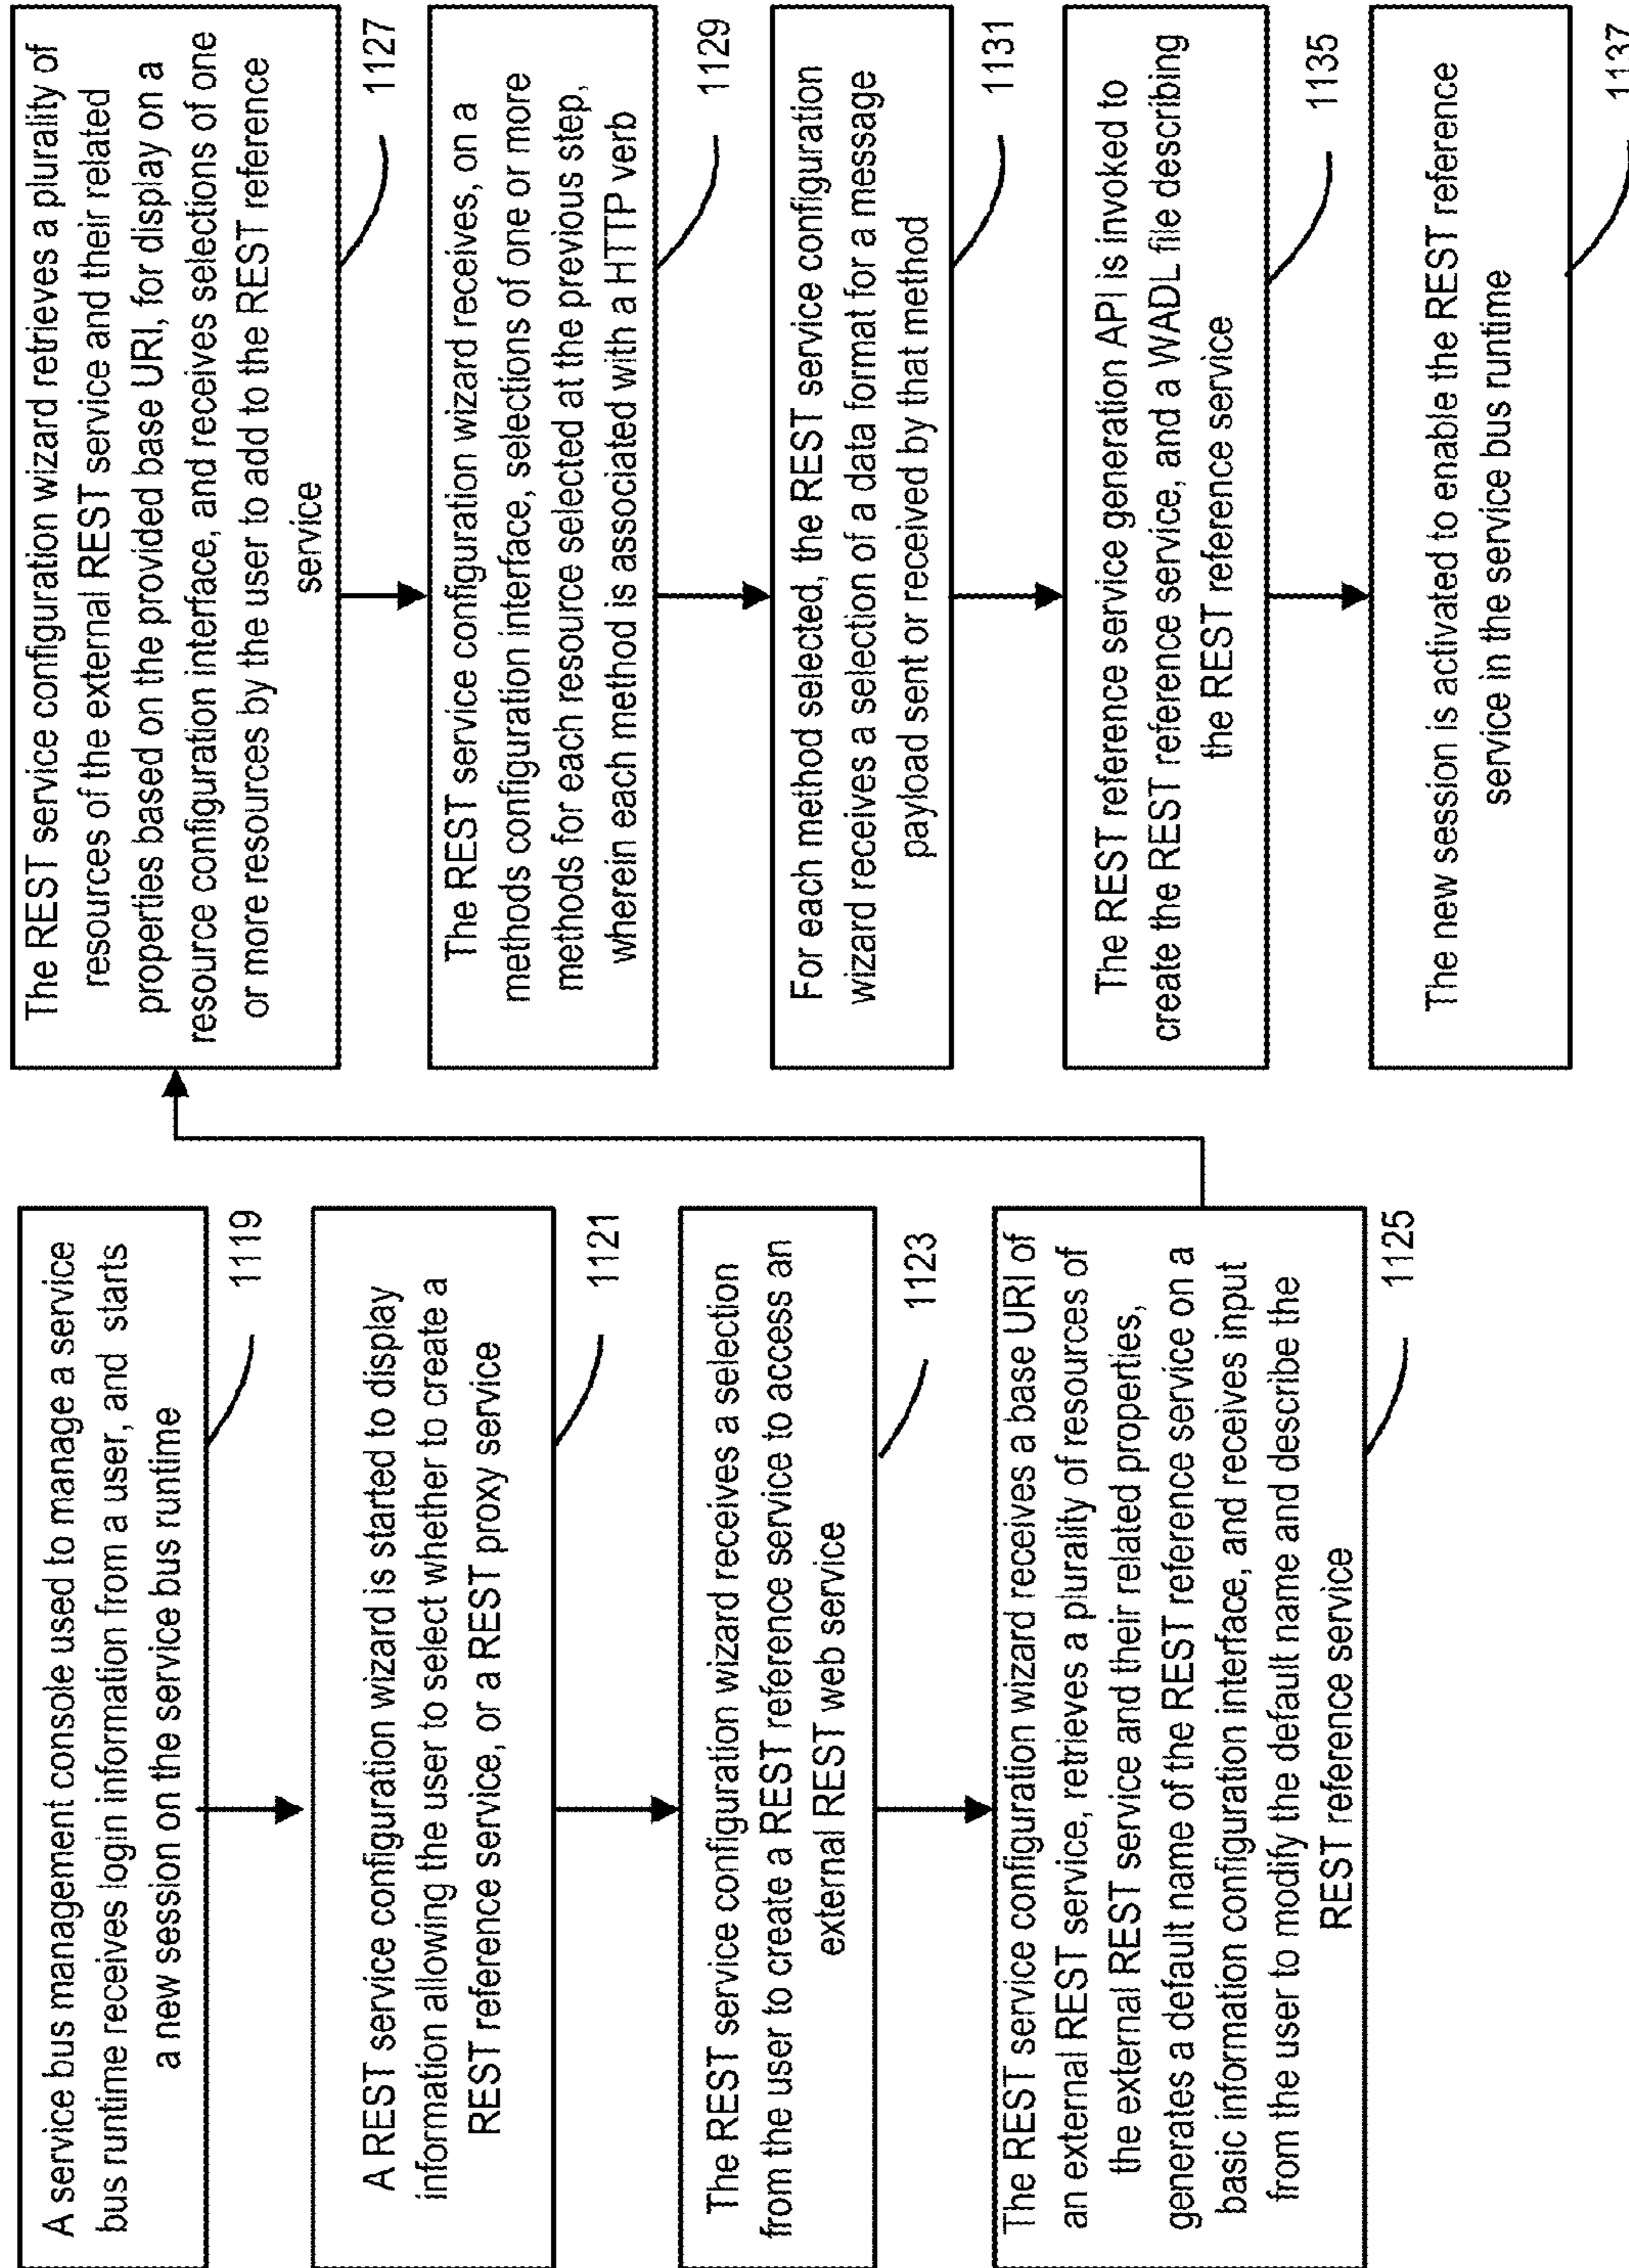 A service bus management console used to manage a service
bus runtime receives login information from a user, and starts
a new session on the service bus runtime
1119
A REST service configuration wizard is started to display
information allowing the user to select whether to create a
REST reference service, or a REST proxy service
1121
The REST service configuration wizard receives a selection
from the user to create a REST reference service to access an
external REST web service
1123
The REST service configuration wizard receives a base URI of
an external REST service, retrieves a plurality of resources of
the external REST service and their related properties,
generates a default name of the REST reference service on a
basic information configuration interface, and receives input
from the user to modify the default name and describe the
REST reference service
1125
The REST service configuration wizard retrieves a plurality of
resources of the external REST service and their related
properties based on the provided base URI, for display on a
resource configuration interface, and receives selections of one
or more resources by the user to add to the REST reference
service
1127
The REST service configuration wizard receives, on a
methods configuration interface, selections of one or more
methods for each resource selected at the previous step,
wherein each method is associated with a HTTP verb
1129
For each method selected, the REST service configuration
wizard receives a selection of a data format for a message
payload sent or received by that method
1131
The REST reference service generation API is invoked to
create the REST reference service, and a WADL file describing
the REST reference service
1135
The new session is activated to enable the REST reference
service in the service bus runtime
1137